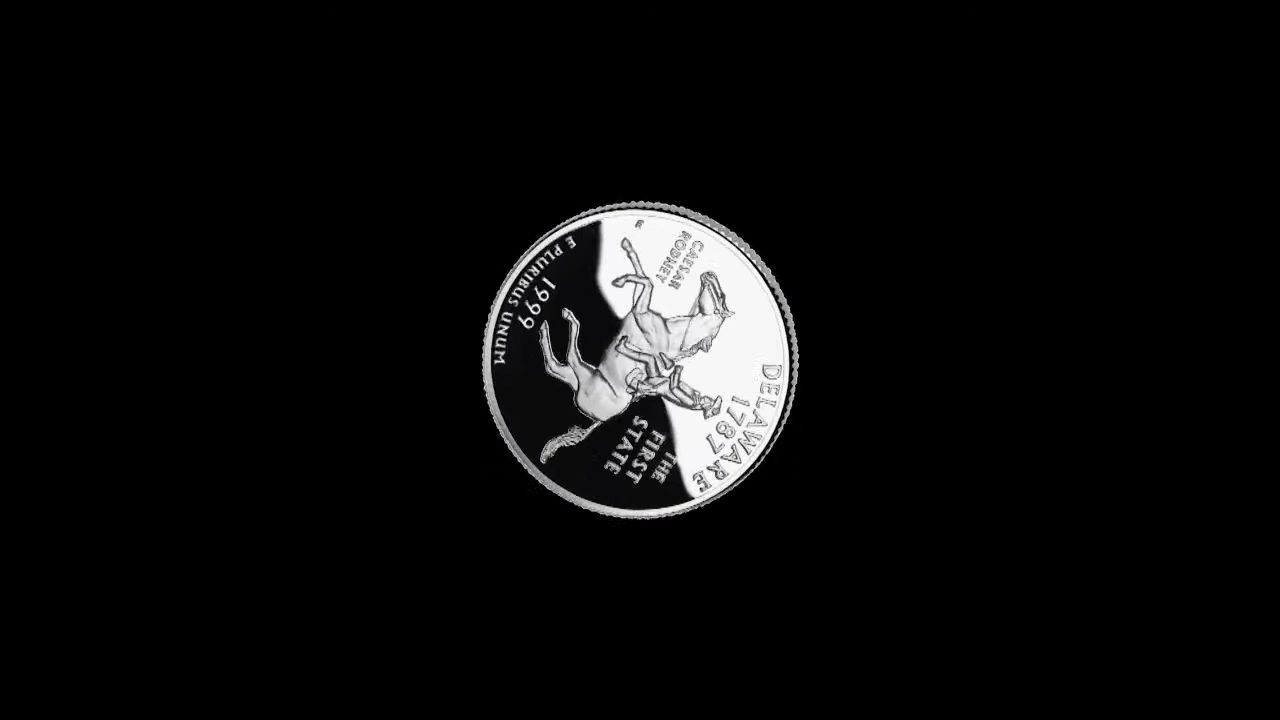 DELAWARE
1787
CAESAR
RODNEY
THE
FIRST
STATE
1999
E PLURIBUS UNUM